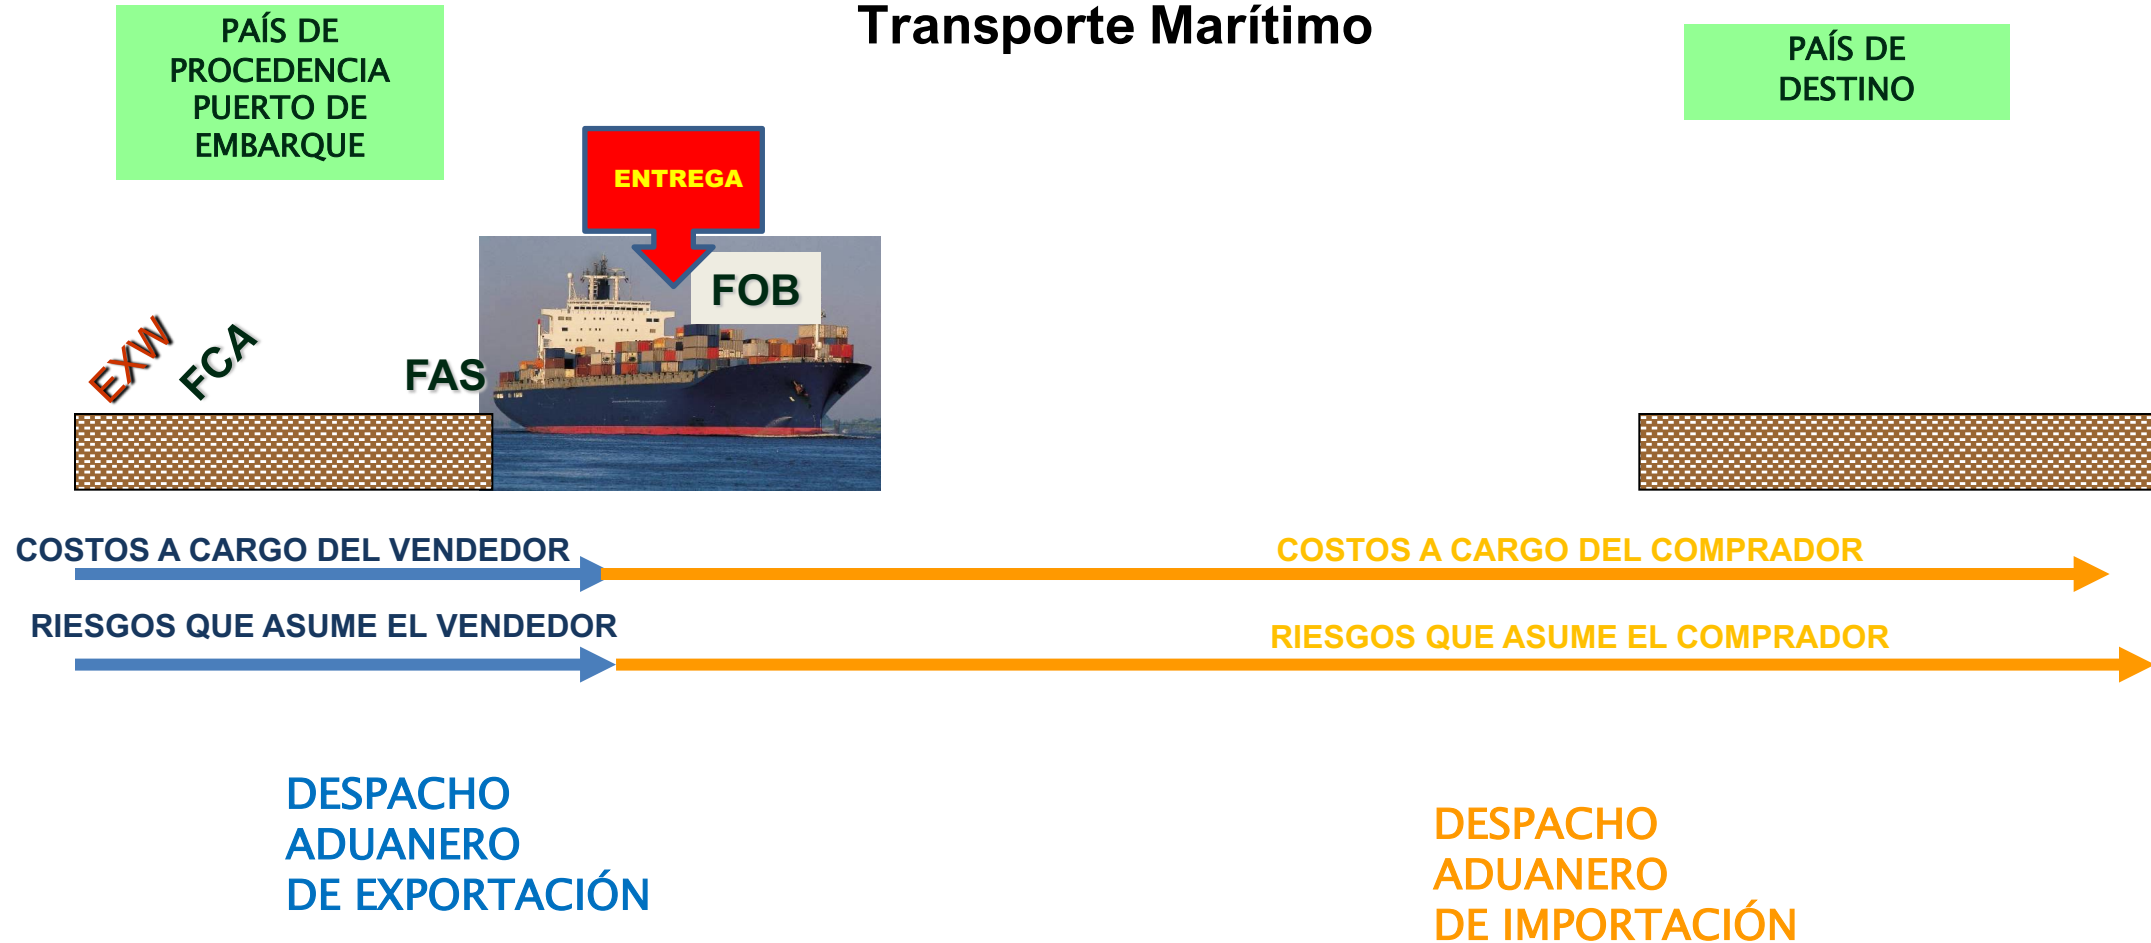 Transporte Marítimo
PAÍS DE
PROCEDENCIA
PUERTO DE
EMBARQUE
PAÍS DE
DESTINO
ENTREGA
FOB
EXW
FCA
FAS
COSTOS A CARGO DEL VENDEDOR
COSTOS A CARGO DEL COMPRADOR
RIESGOS QUE ASUME EL VENDEDOR
RIESGOS QUE ASUME EL COMPRADOR
DESPACHO
ADUANERO
DE EXPORTACIÓN
DESPACHO
ADUANERO
DE IMPORTACIÓN